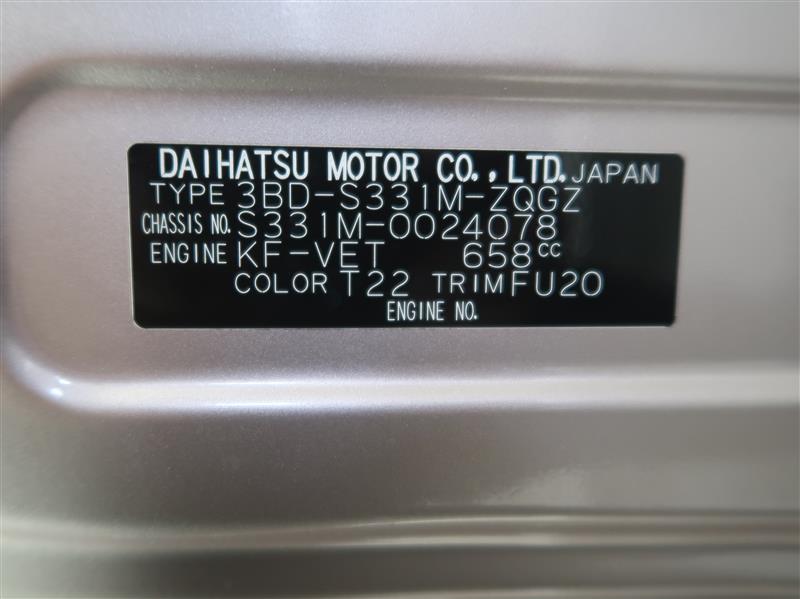 DAIHATSU MOTOR CO., LTD. JAPAN
TYPE 3BD-S331M-ZQGZ
CHASSIS NO. S331M-0024078
ENGINE KF-VET 658CC
COLOR T22 TRIM FU20
ENGINE NO.